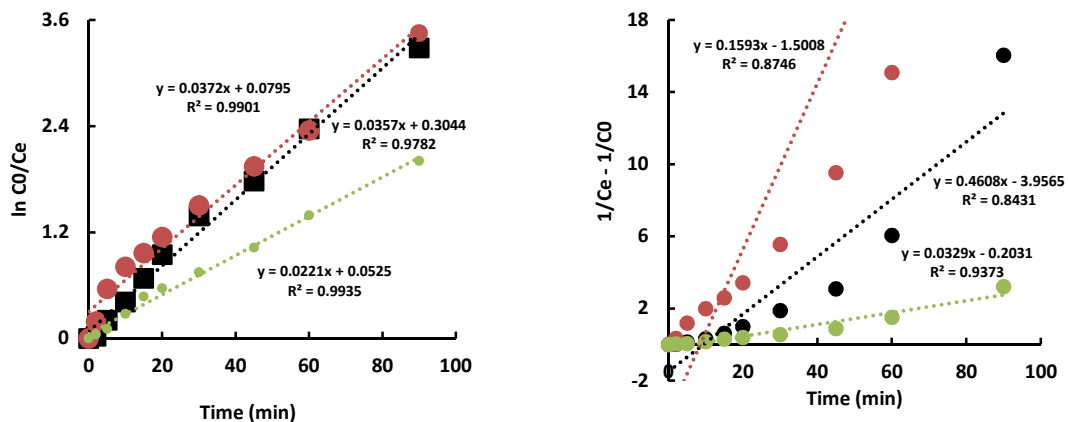 3.6
2.4
1.2
0
ln C0/Ce
y = 0.0372x + 0.0795
R² = 0.9901
y = 0.0357x + 0.3044
R² = 0.9782
y = 0.0221x + 0.0525
R² = 0.9935
0 20 40 60 80 100
Time (min)
18
14
10
6
2
-2
1/Ce - 1/C0
y = 0.1593x - 1.5008
R² = 0.8746
y = 0.4608x - 3.9565
R² = 0.8431
y = 0.0329x - 0.2031
R² = 0.9373
0 20 40 60 80 100
Time (min)